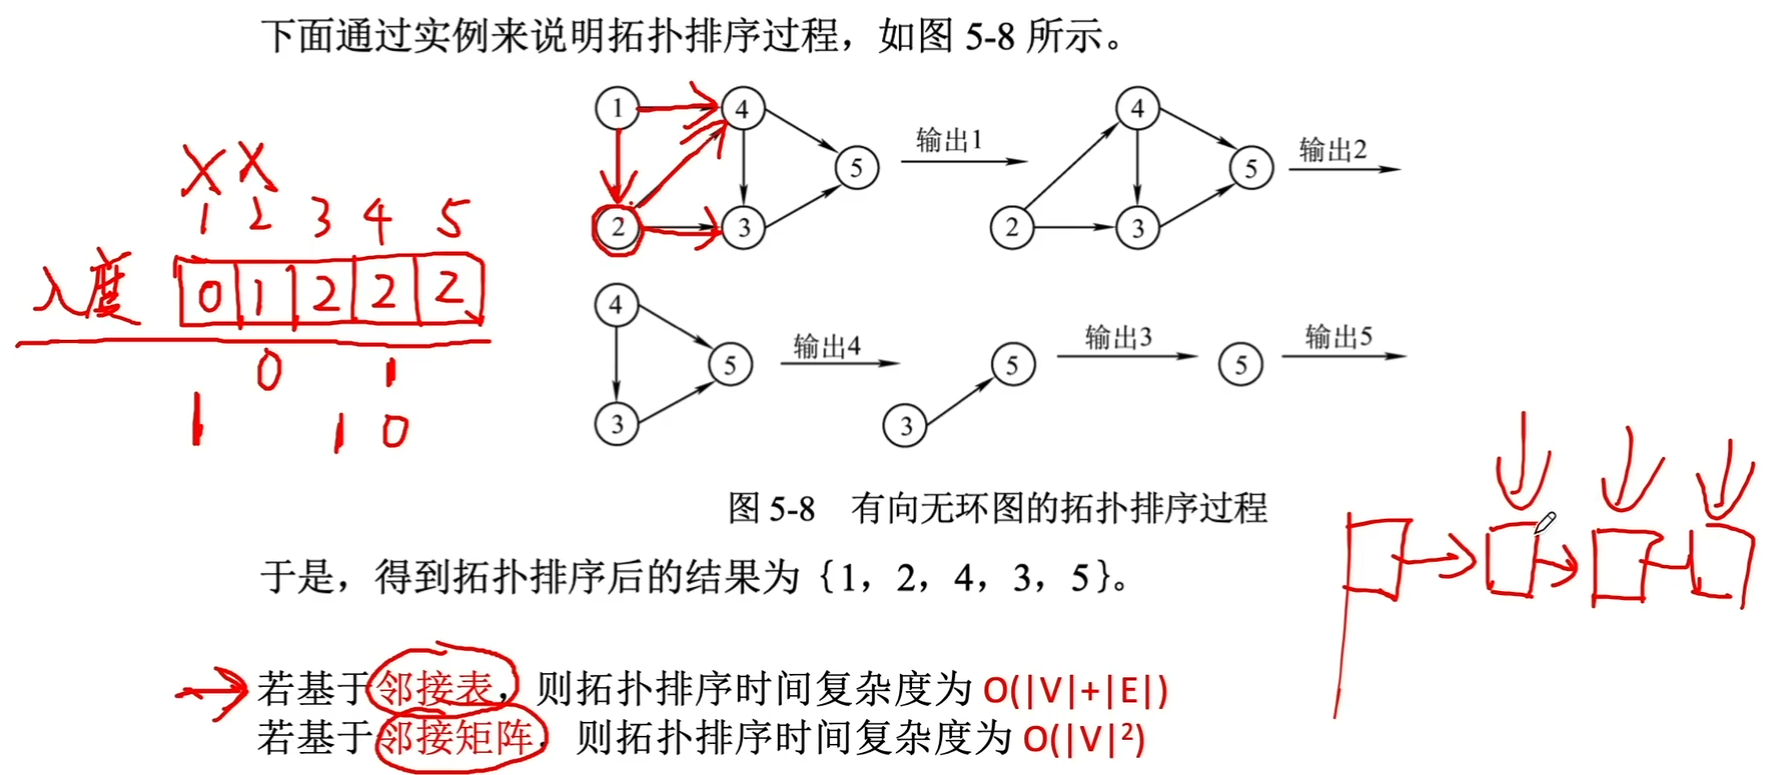 下面通过实例来说明拓扑排序过程，如图 5-8 所示。
1 4 5 2 3
输出1
4 5 2 3
输出2
X X
1 2 3 4 5
入度 0 1 2 2 2
0 1
1 1 0
4 5 3
输出4
5 3
输出3
5
输出5
图 5-8 有向无环图的拓扑排序过程
于是，得到拓扑排序后的结果为 {1，2，4，3，5}。
若基于邻接表，则拓扑排序时间复杂度为 O(|V|+|E|)
若基于邻接矩阵，则拓扑排序时间复杂度为 O(|V|²)